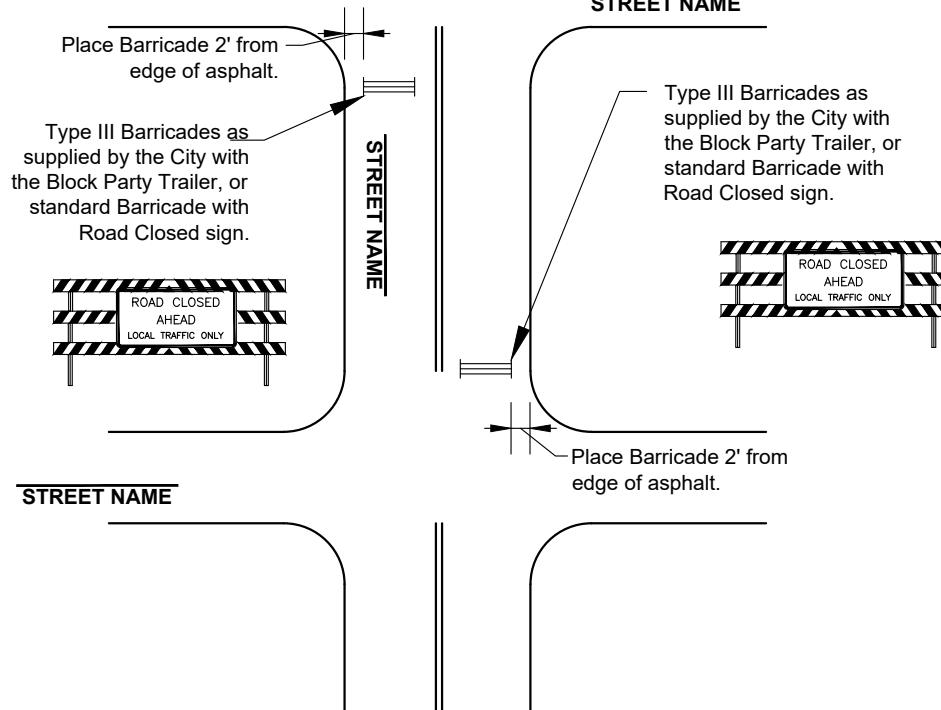 STREET NAME
Place Barricade 2' from
edge of asphalt.
Type III Barricades as
supplied by the City with
the Block Party Trailer, or
standard Barricade with
Road Closed sign.
STREET NAME
Type III Barricades as
supplied by the City with
the Block Party Trailer, or
standard Barricade with
Road Closed sign.
ROAD CLOSED
AHEAD
LOCAL TRAFFIC ONLY
ROAD CLOSED
AHEAD
LOCAL TRAFFIC ONLY
Place Barricade 2' from
edge of asphalt.
STREET NAME